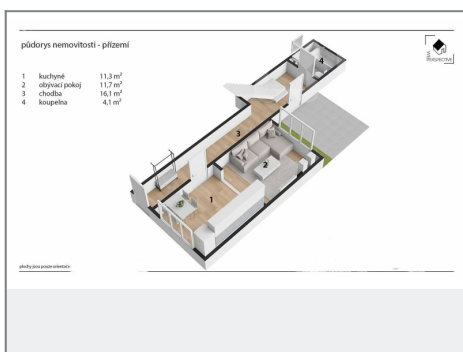 půdorys nemovitosti - přízemí
1 kuchyně 11,3 m²
2 obývací pokoj 11,7 m²
3 chodba 16,1 m²
4 koupelna 4,1 m²
PERSPECTIVE
4
3
2
1
plochy jsou pouze orientační